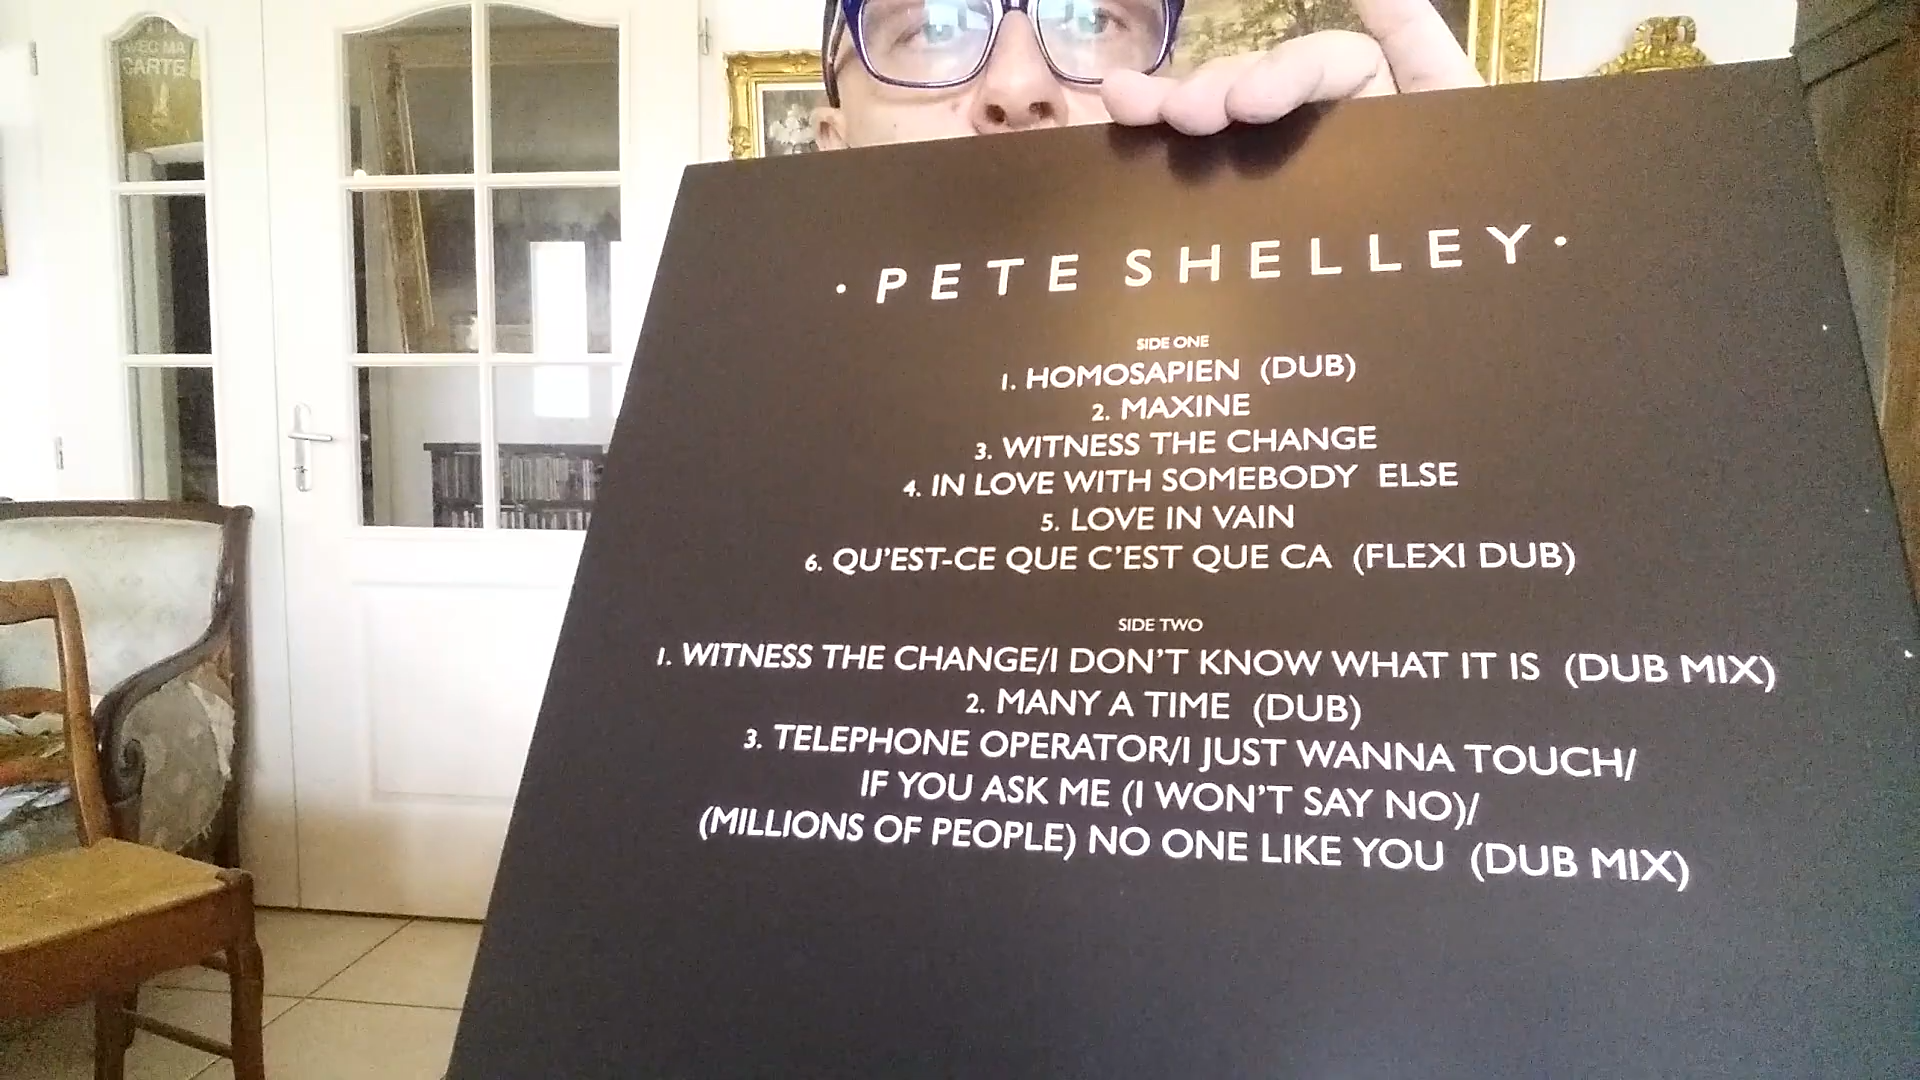 AVEC MA
CARTE
· PETE SHELLEY ·
SIDE ONE
1. HOMOSAPIEN (DUB)
2. MAXINE
3. WITNESS THE CHANGE
4. IN LOVE WITH SOMEBODY ELSE
5. LOVE IN VAIN
6. QU'EST-CE QUE C'EST QUE CA (FLEXI DUB)
SIDE TWO
1. WITNESS THE CHANGE/I DON'T KNOW WHAT IT IS (DUB MIX)
2. MANY A TIME (DUB)
3. TELEPHONE OPERATOR/I JUST WANNA TOUCH/
IF YOU ASK ME (I WON'T SAY NO)/
(MILLIONS OF PEOPLE) NO ONE LIKE YOU (DUB MIX)